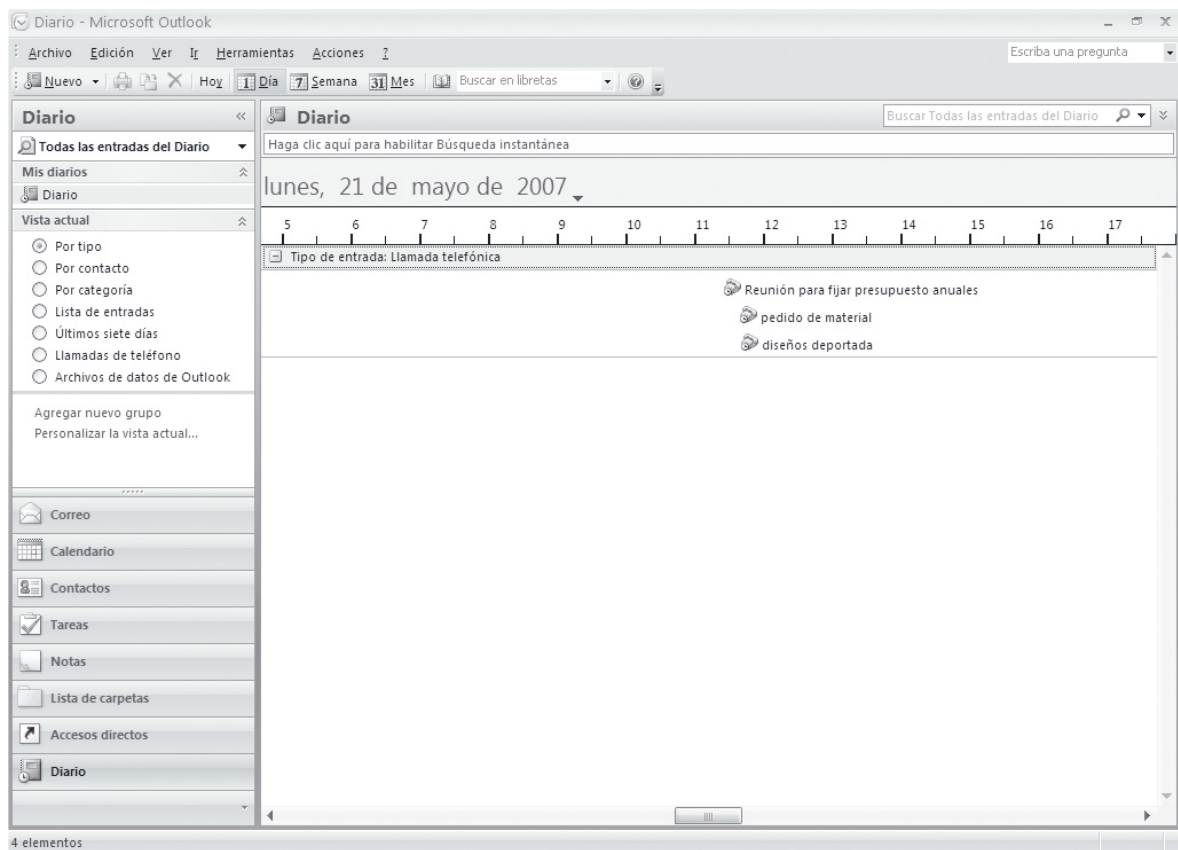 Diario - Microsoft Outlook
Archivo Edición Ver Ir Herramientas Acciones ?
Escriba una pregunta
Nuevo Hoy 1 Día 7 Semana 31 Mes Buscar en libretas
Diario
Todas las entradas del Diario
Mis diarios
Diario
Vista actual
Por tipo
Por contacto
Por categoría
Lista de entradas
Últimos siete días
Llamadas de teléfono
Archivos de datos de Outlook
Agregar nuevo grupo
Personalizar la vista actual...
Correo
Calendario
Contactos
Tareas
Notas
Lista de carpetas
Accesos directos
Diario
Diario
Buscar Todas las entradas del Diario
Haga clic aquí para habilitar Búsqueda instantánea
lunes, 21 de mayo de 2007
5 6 7 8 9 10 11 12 13 14 15 16 17
Tipo de entrada: Llamada telefónica
Reunión para fijar presupuesto anuales
pedido de material
diseños deportada
4 elementos